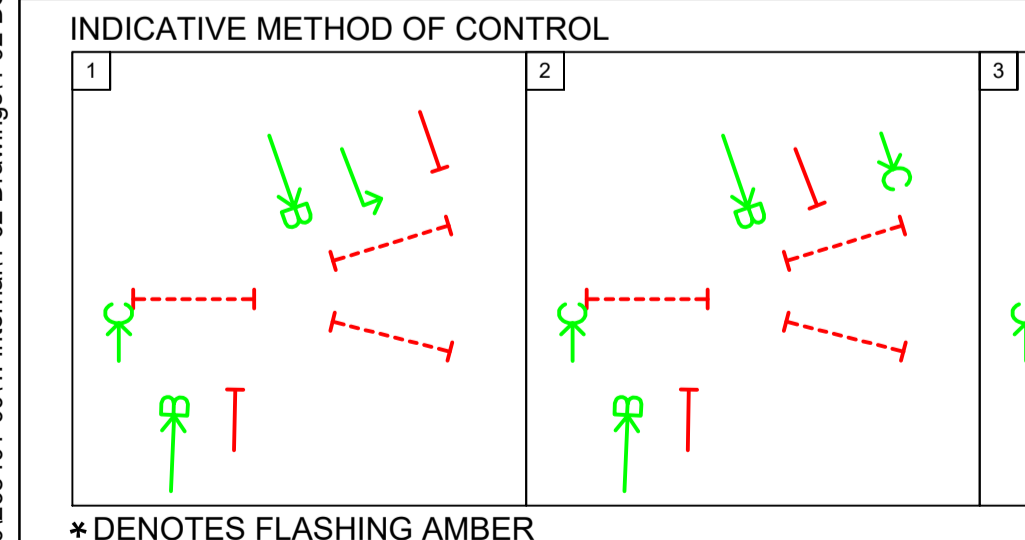 INDICATIVE METHOD OF CONTROL
1
2
3
B
B
C
C
C
B
B
* DENOTES FLASHING AMBER